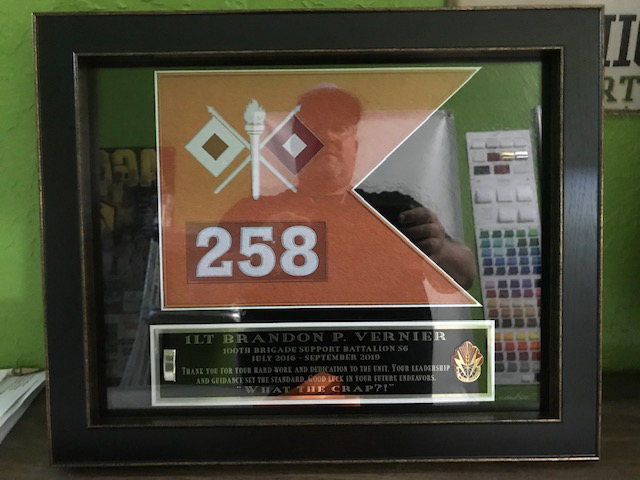 258
1LT BRANDON P. VERNIER
100TH BRIGADE SUPPORT BATTALION S6
JULY 2016 - SEPTEMBER 2019
THANK YOU FOR YOUR HARD WORK AND DEDICATION TO THE UNIT. YOUR LEADERSHIP
AND GUIDANCE SET THE STANDARD. GOOD LUCK IN YOUR FUTURE ENDEAVORS.
"WHAT THE CRAP?!"